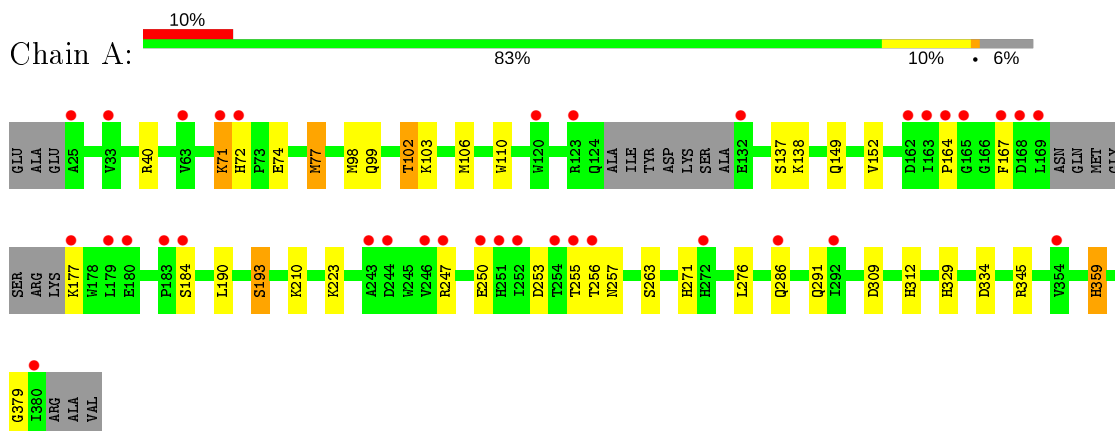 10%
Chain A:
83% 10% • 6%
GLU ALA GLU A25 V33 R40 V63 K71 H72 P73 E74 M77 M98 Q99 T102 K103 M106 W110 W120 R123 Q124 ALA ILE TYR ASP LYS SER ALA E132 S137 K138 Q149 V152 D162 I163 P164 G165 G166 F167 D168 L169 ASN GLN MET GLY
SER ARG LYS K177 W178 L179 E180 P183 S184 L190 S193 K210 K223 A243 D244 W245 V246 R247 E250 H251 I252 D253 T254 T255 T256 N257 S263 H271 H272 L276 Q286 Q291 I292 D309 H312 H329 D334 R345 V354 H359
G379 I380 ARG ALA VAL